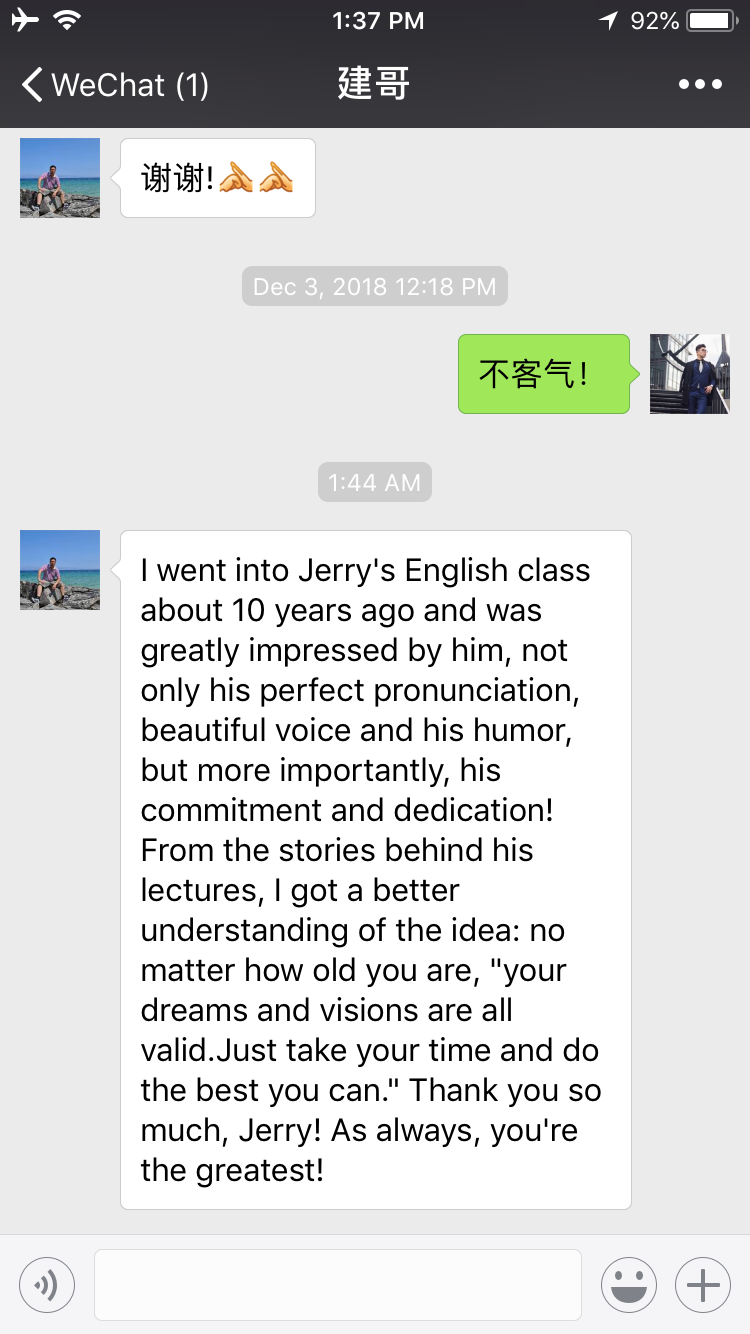 1:37 PM
92%
WeChat (1)
建哥
谢谢!
Dec 3, 2018 12:18 PM
不客气!
1:44 AM
I went into Jerry's English class
about 10 years ago and was
greatly impressed by him, not
only his perfect pronunciation,
beautiful voice and his humor,
but more importantly, his
commitment and dedication!
From the stories behind his
lectures, I got a better
understanding of the idea: no
matter how old you are, "your
dreams and visions are all
valid.Just take your time and do
the best you can." Thank you so
much, Jerry! As always, you're
the greatest!